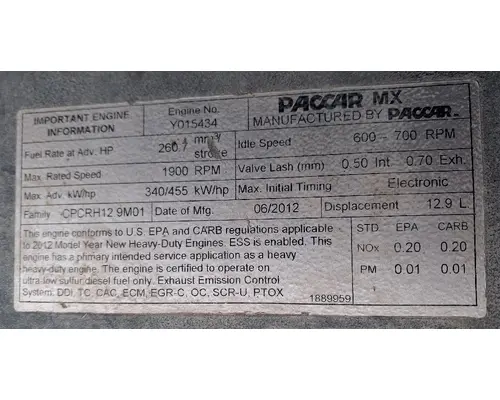 IMPORTANT ENGINE INFORMATION
Engine No. Y015434
PACCAR MX
MANUFACTURED BY PACCAR
Fuel Rate at Adv. HP 260. mm³/ stroke
Idle Speed 600 – 700 RPM
Max. Rated Speed 1900 RPM
Valve Lash (mm) 0.50 Int 0.70 Exh.
Max. Adv. kW/hp 340/455 kW/hp
Max. Initial Timing Electronic
Family CPCRH12.9M01
Date of Mfg. 06/2012
Displacement 12.9 L
This engine conforms to U.S. EPA and CARB regulations applicable
to 2012 Model Year New Heavy-Duty Engines. ESS is enabled. This
engine has a primary intended service application as a heavy
heavy-duty engine. The engine is certified to operate on
ultra low sulfur diesel fuel only. Exhaust Emission Control
System: DDI, TC, CAC, ECM, EGR-C, OC, SCR-U, PTOX
1889959
STD. EPA CARB
NOx 0.20 0.20
PM 0.01 0.01